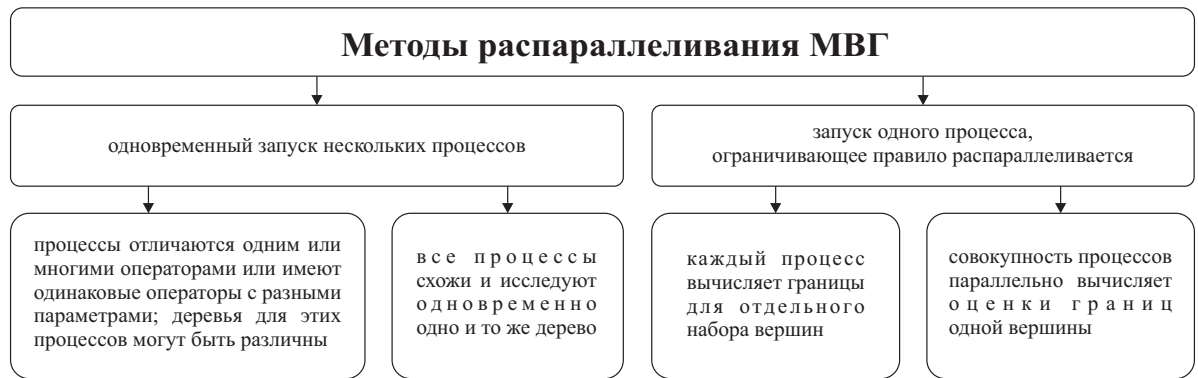 Методы распараллеливания МВГ
одновременный запуск нескольких процессов
запуск одного процесса,
ограничивающее правило распараллеливается
процессы отличаются одним или
многими операторами или имеют
одинаковые операторы с разными
параметрами; деревья для этих
процессов могут быть различны
все процессы
схожи и исследуют
одновременно
одно и то же дерево
каждый процесс
вычисляет границы
для отдельного
набора вершин
совокупность процессов
параллельно вычисляет
оценки границ
одной вершины